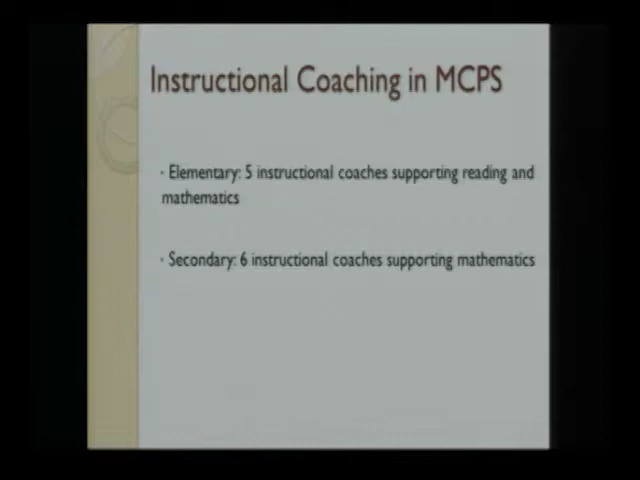 Instructional Coaching in MCPS
• Elementary: 5 instructional coaches supporting reading and
mathematics
• Secondary: 6 instructional coaches supporting mathematics